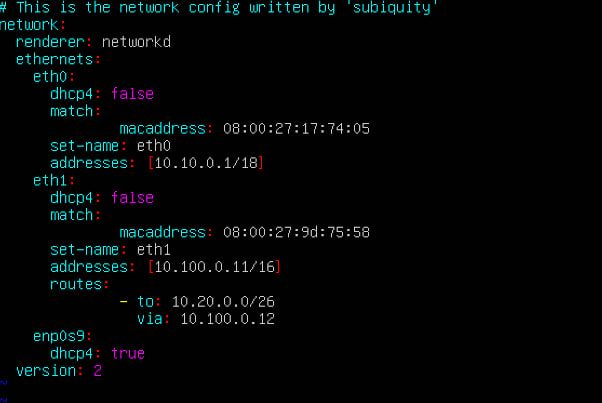 # This is the network config written by 'subiquity'
network:
  renderer: networkd
  ethernets:
    eth0:
      dhcp4: false
      match:
              macaddress: 08:00:27:17:74:05
      set-name: eth0
      addresses: [10.10.0.1/18]
    eth1:
      dhcp4: false
      match:
              macaddress: 08:00:27:9d:75:58
      set-name: eth1
      addresses: [10.100.0.11/16]
      routes:
              - to: 10.20.0.0/26
                via: 10.100.0.12
    enp0s9:
      dhcp4: true
  version: 2
~
~